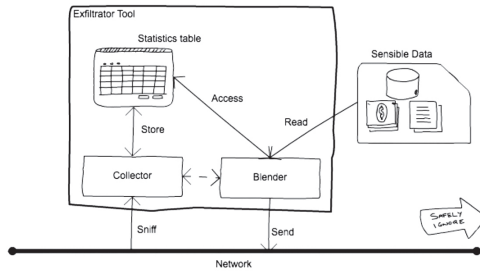 Exfiltrator Tool
Statistics table
Sensible Data
Access
Read
Store
Collector
Blender
Sniff
Send
SAFELY
IGNORE
Network